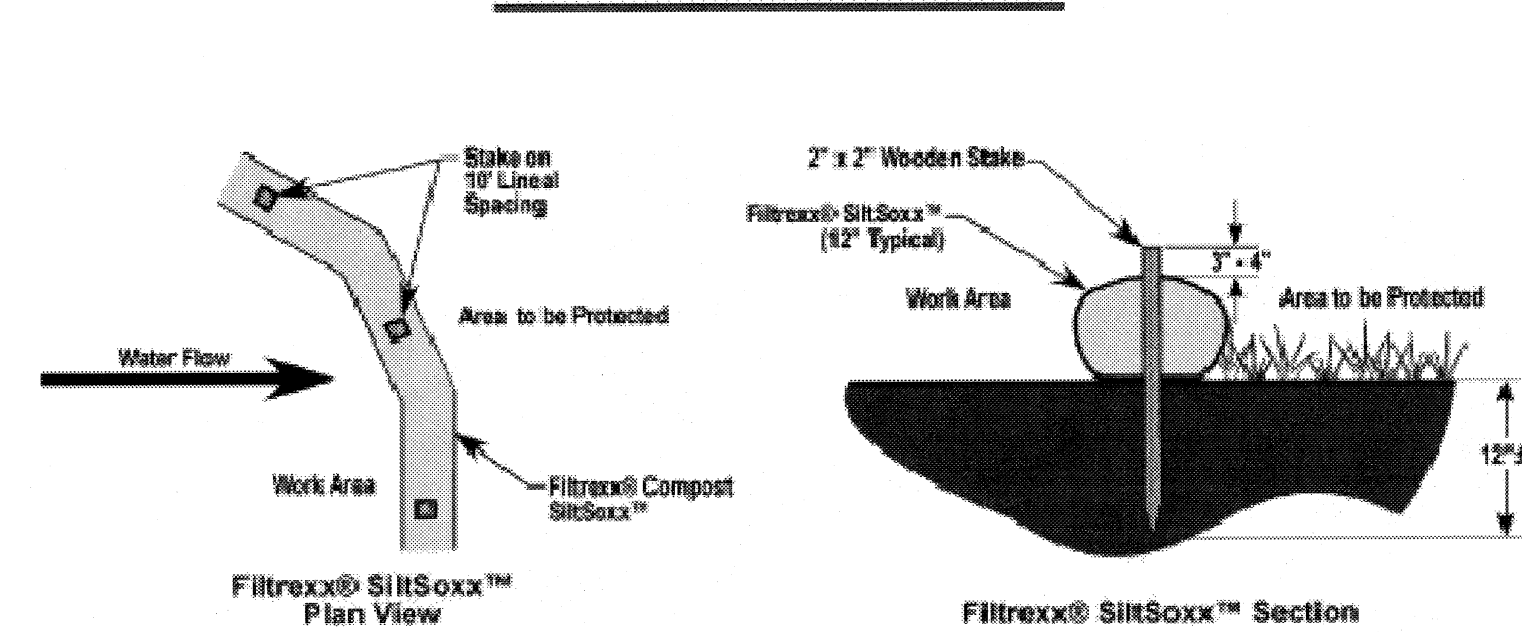 Stake on
10' Lineal
Spacing
Area to be Protected
Water Flow
Work Area
Filtrexx® Compost
SiltSoxx™
Filtrexx® SiltSoxx™
Plan View
2" x 2" Wooden Stake
Filtrexx® SiltSoxx™
(12" Typical)
3" - 4"
Work Area
Area to be Protected
12"
Filtrexx® SiltSoxx™ Section